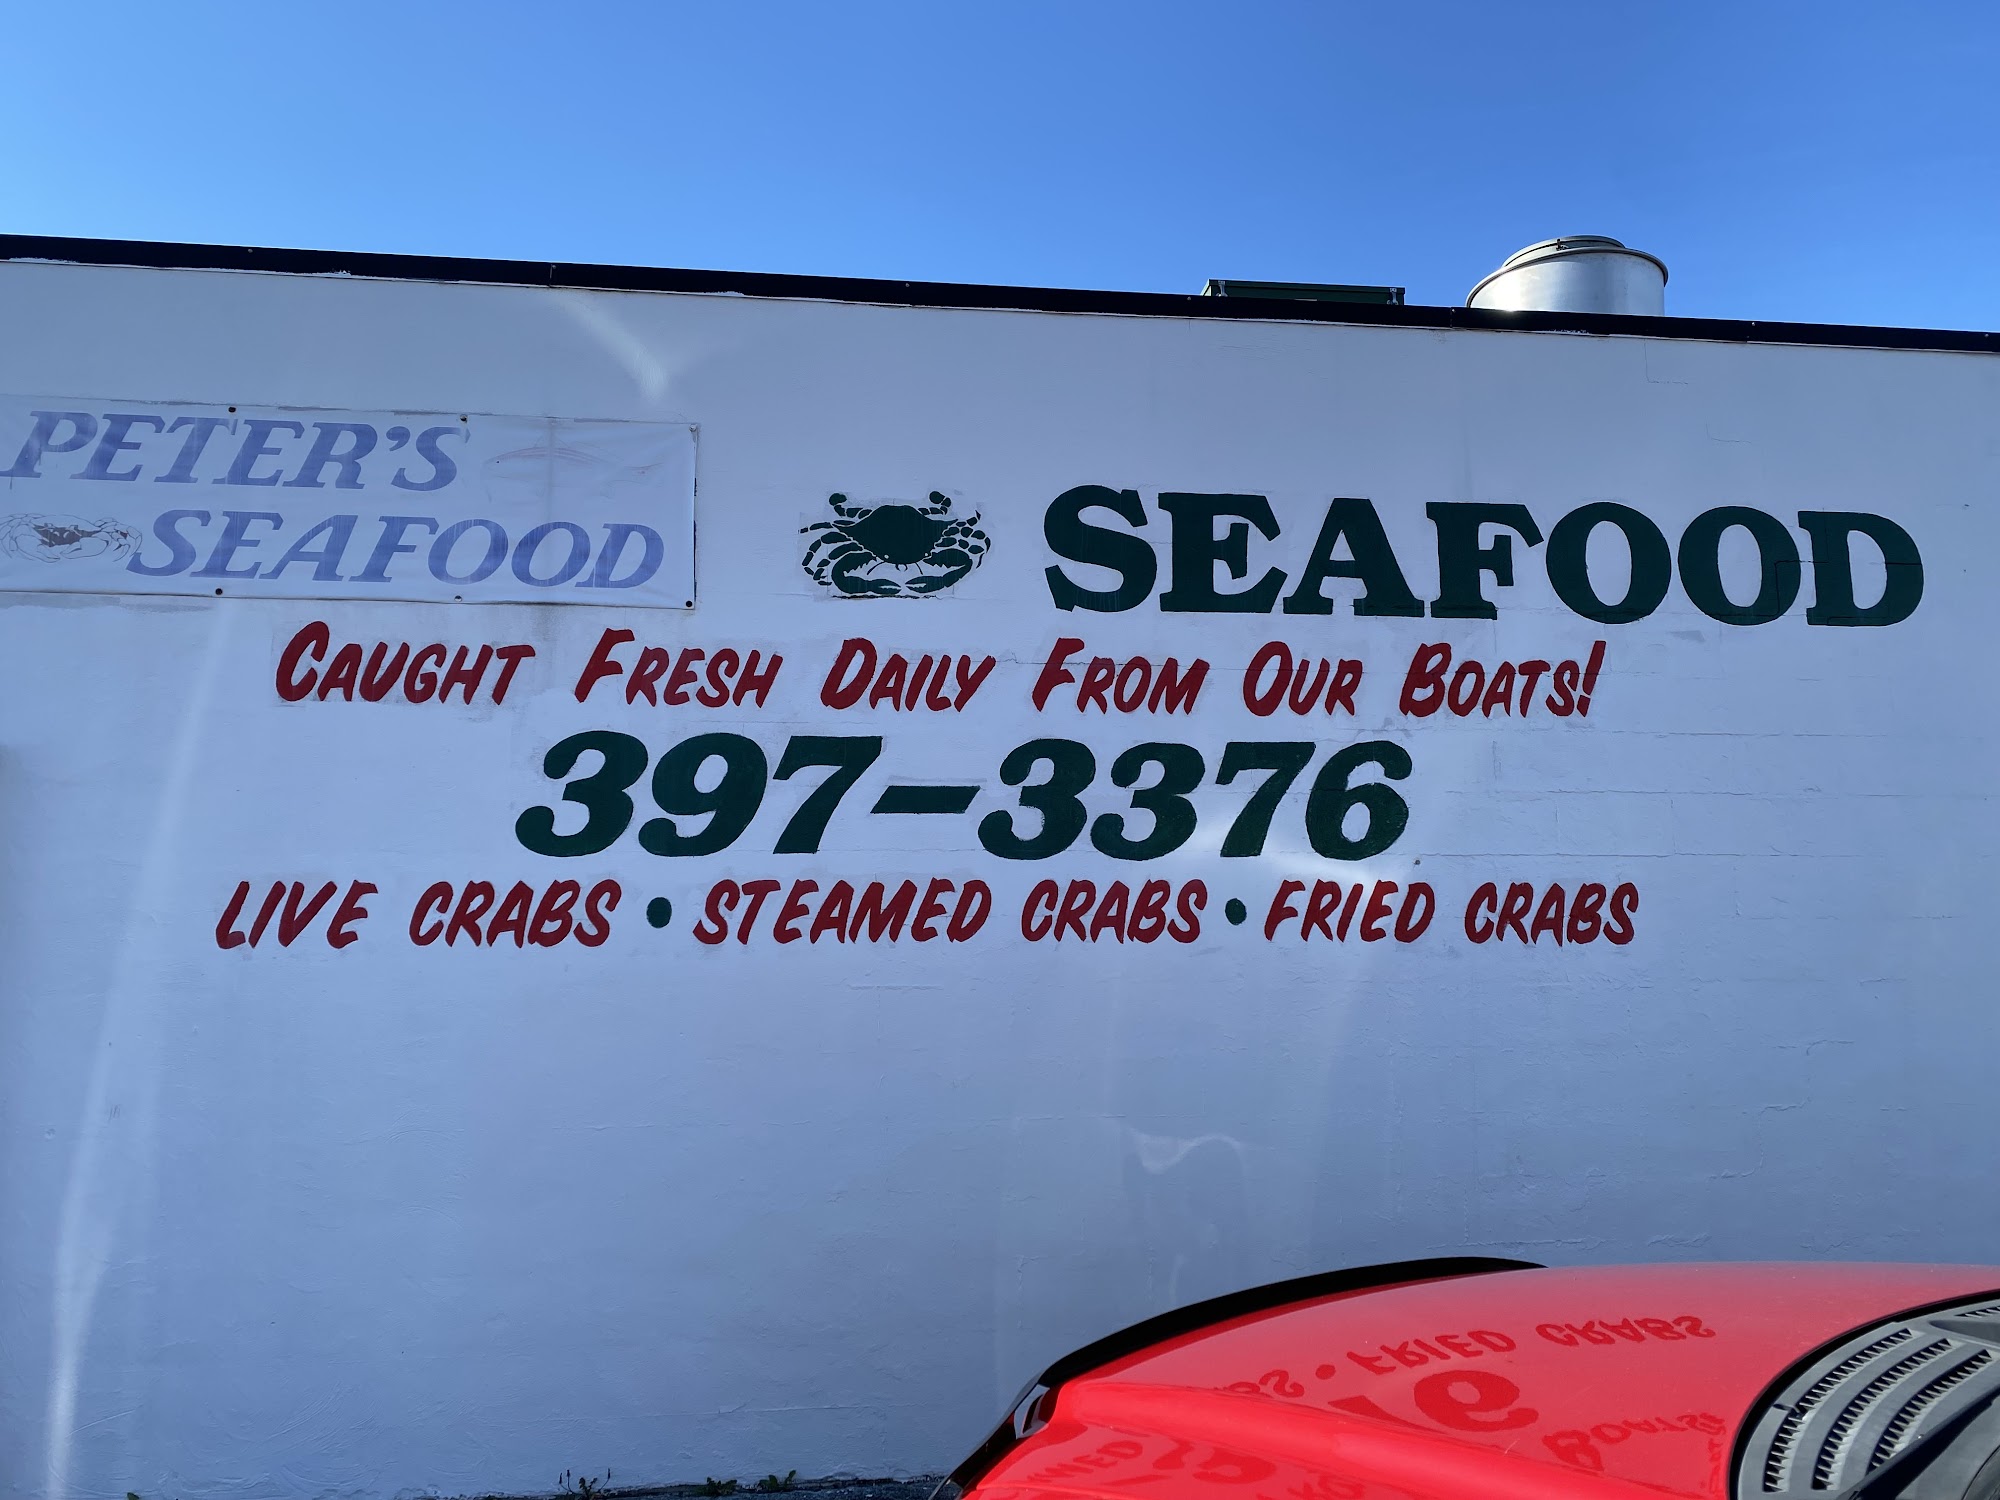 PETER'S
SEAFOOD
SEAFOOD
CAUGHT FRESH DAILY FROM OUR BOATS!
397-3376
LIVE CRABS • STEAMED CRABS • FRIED CRABS